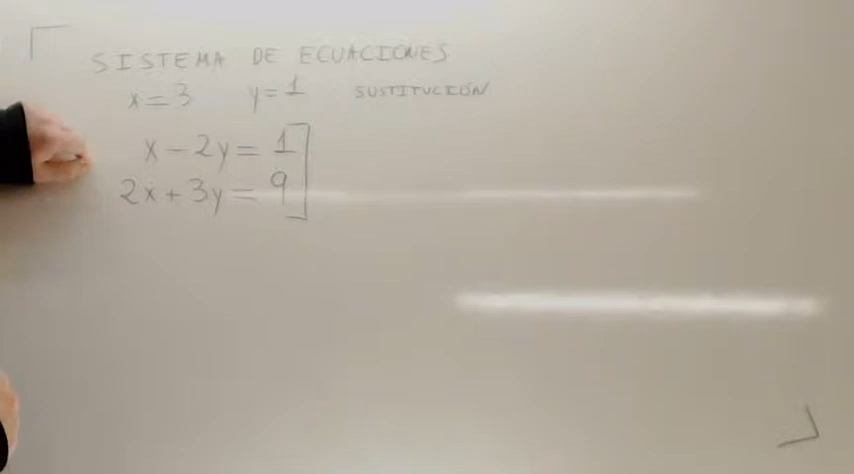 SISTEMA DE ECUACIONES
x=3 y=1 SUSTITUCIÓN
x-2y=1
2x+3y=9